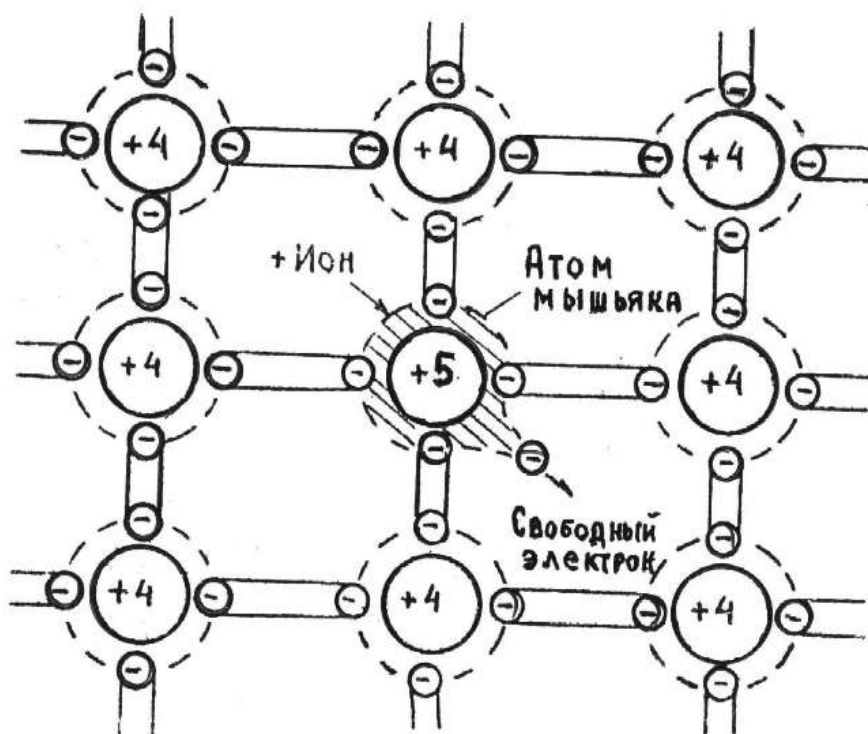 +4 +4 +4
+ Ион
Атом
мышьяка
+4 +5 +4
Свободный
электрон
+4 +4 +4